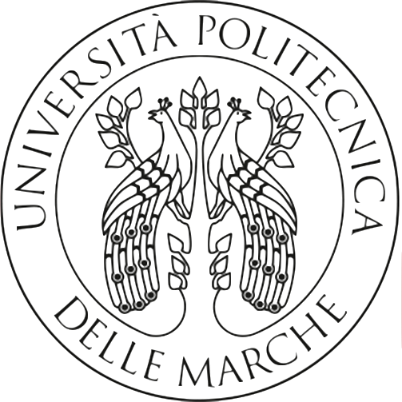 UNIVERSITÀ POLITECNICA
DELLE MARCHE